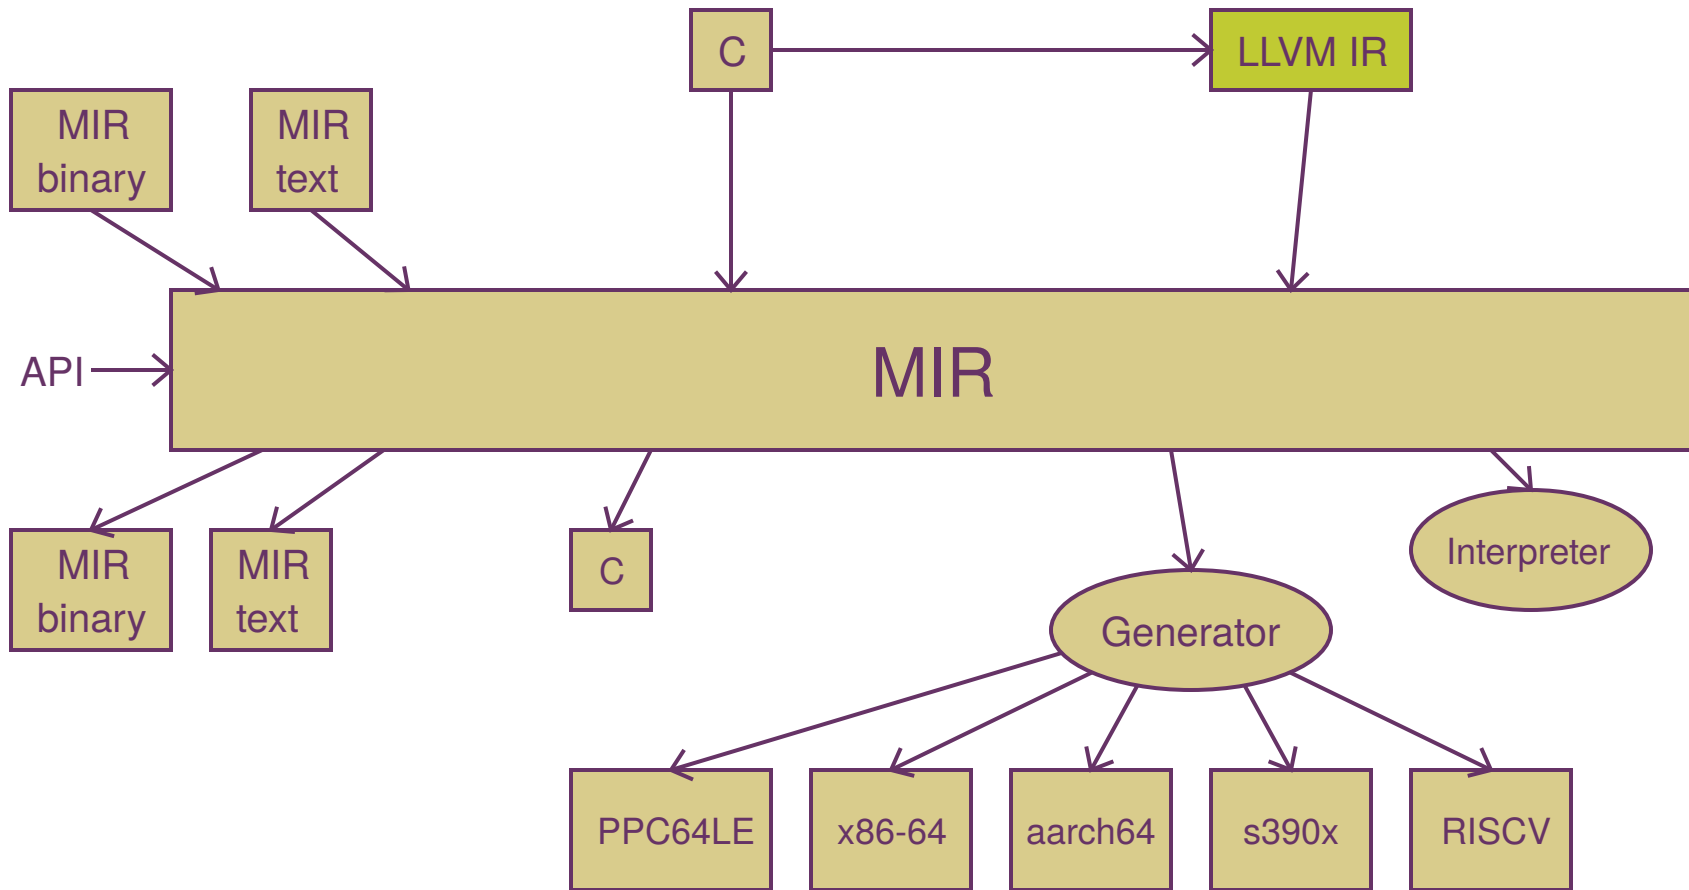 C
LLVM IR
MIR
binary
MIR
text
API
MIR
MIR
binary
MIR
text
C
Generator
Interpreter
PPC64LE
x86-64
aarch64
s390x
RISCV